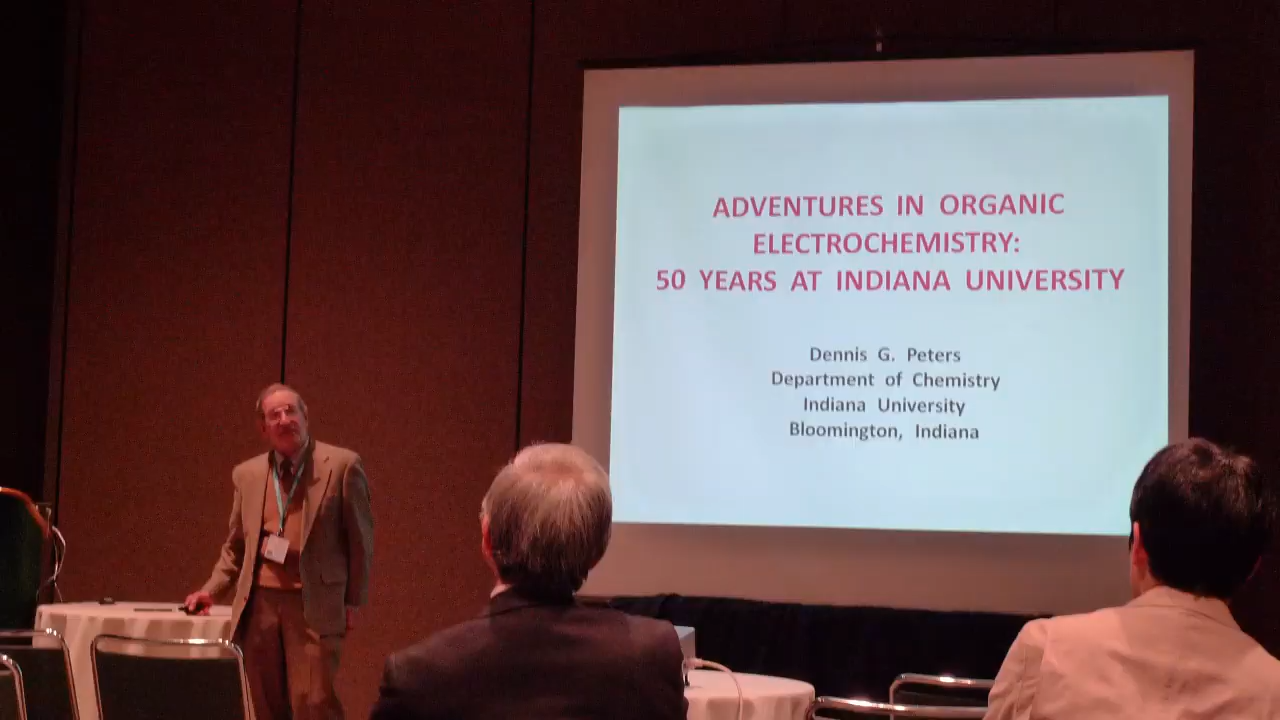 ADVENTURES IN ORGANIC
ELECTROCHEMISTRY:
50 YEARS AT INDIANA UNIVERSITY
Dennis G. Peters
Department of Chemistry
Indiana University
Bloomington, Indiana